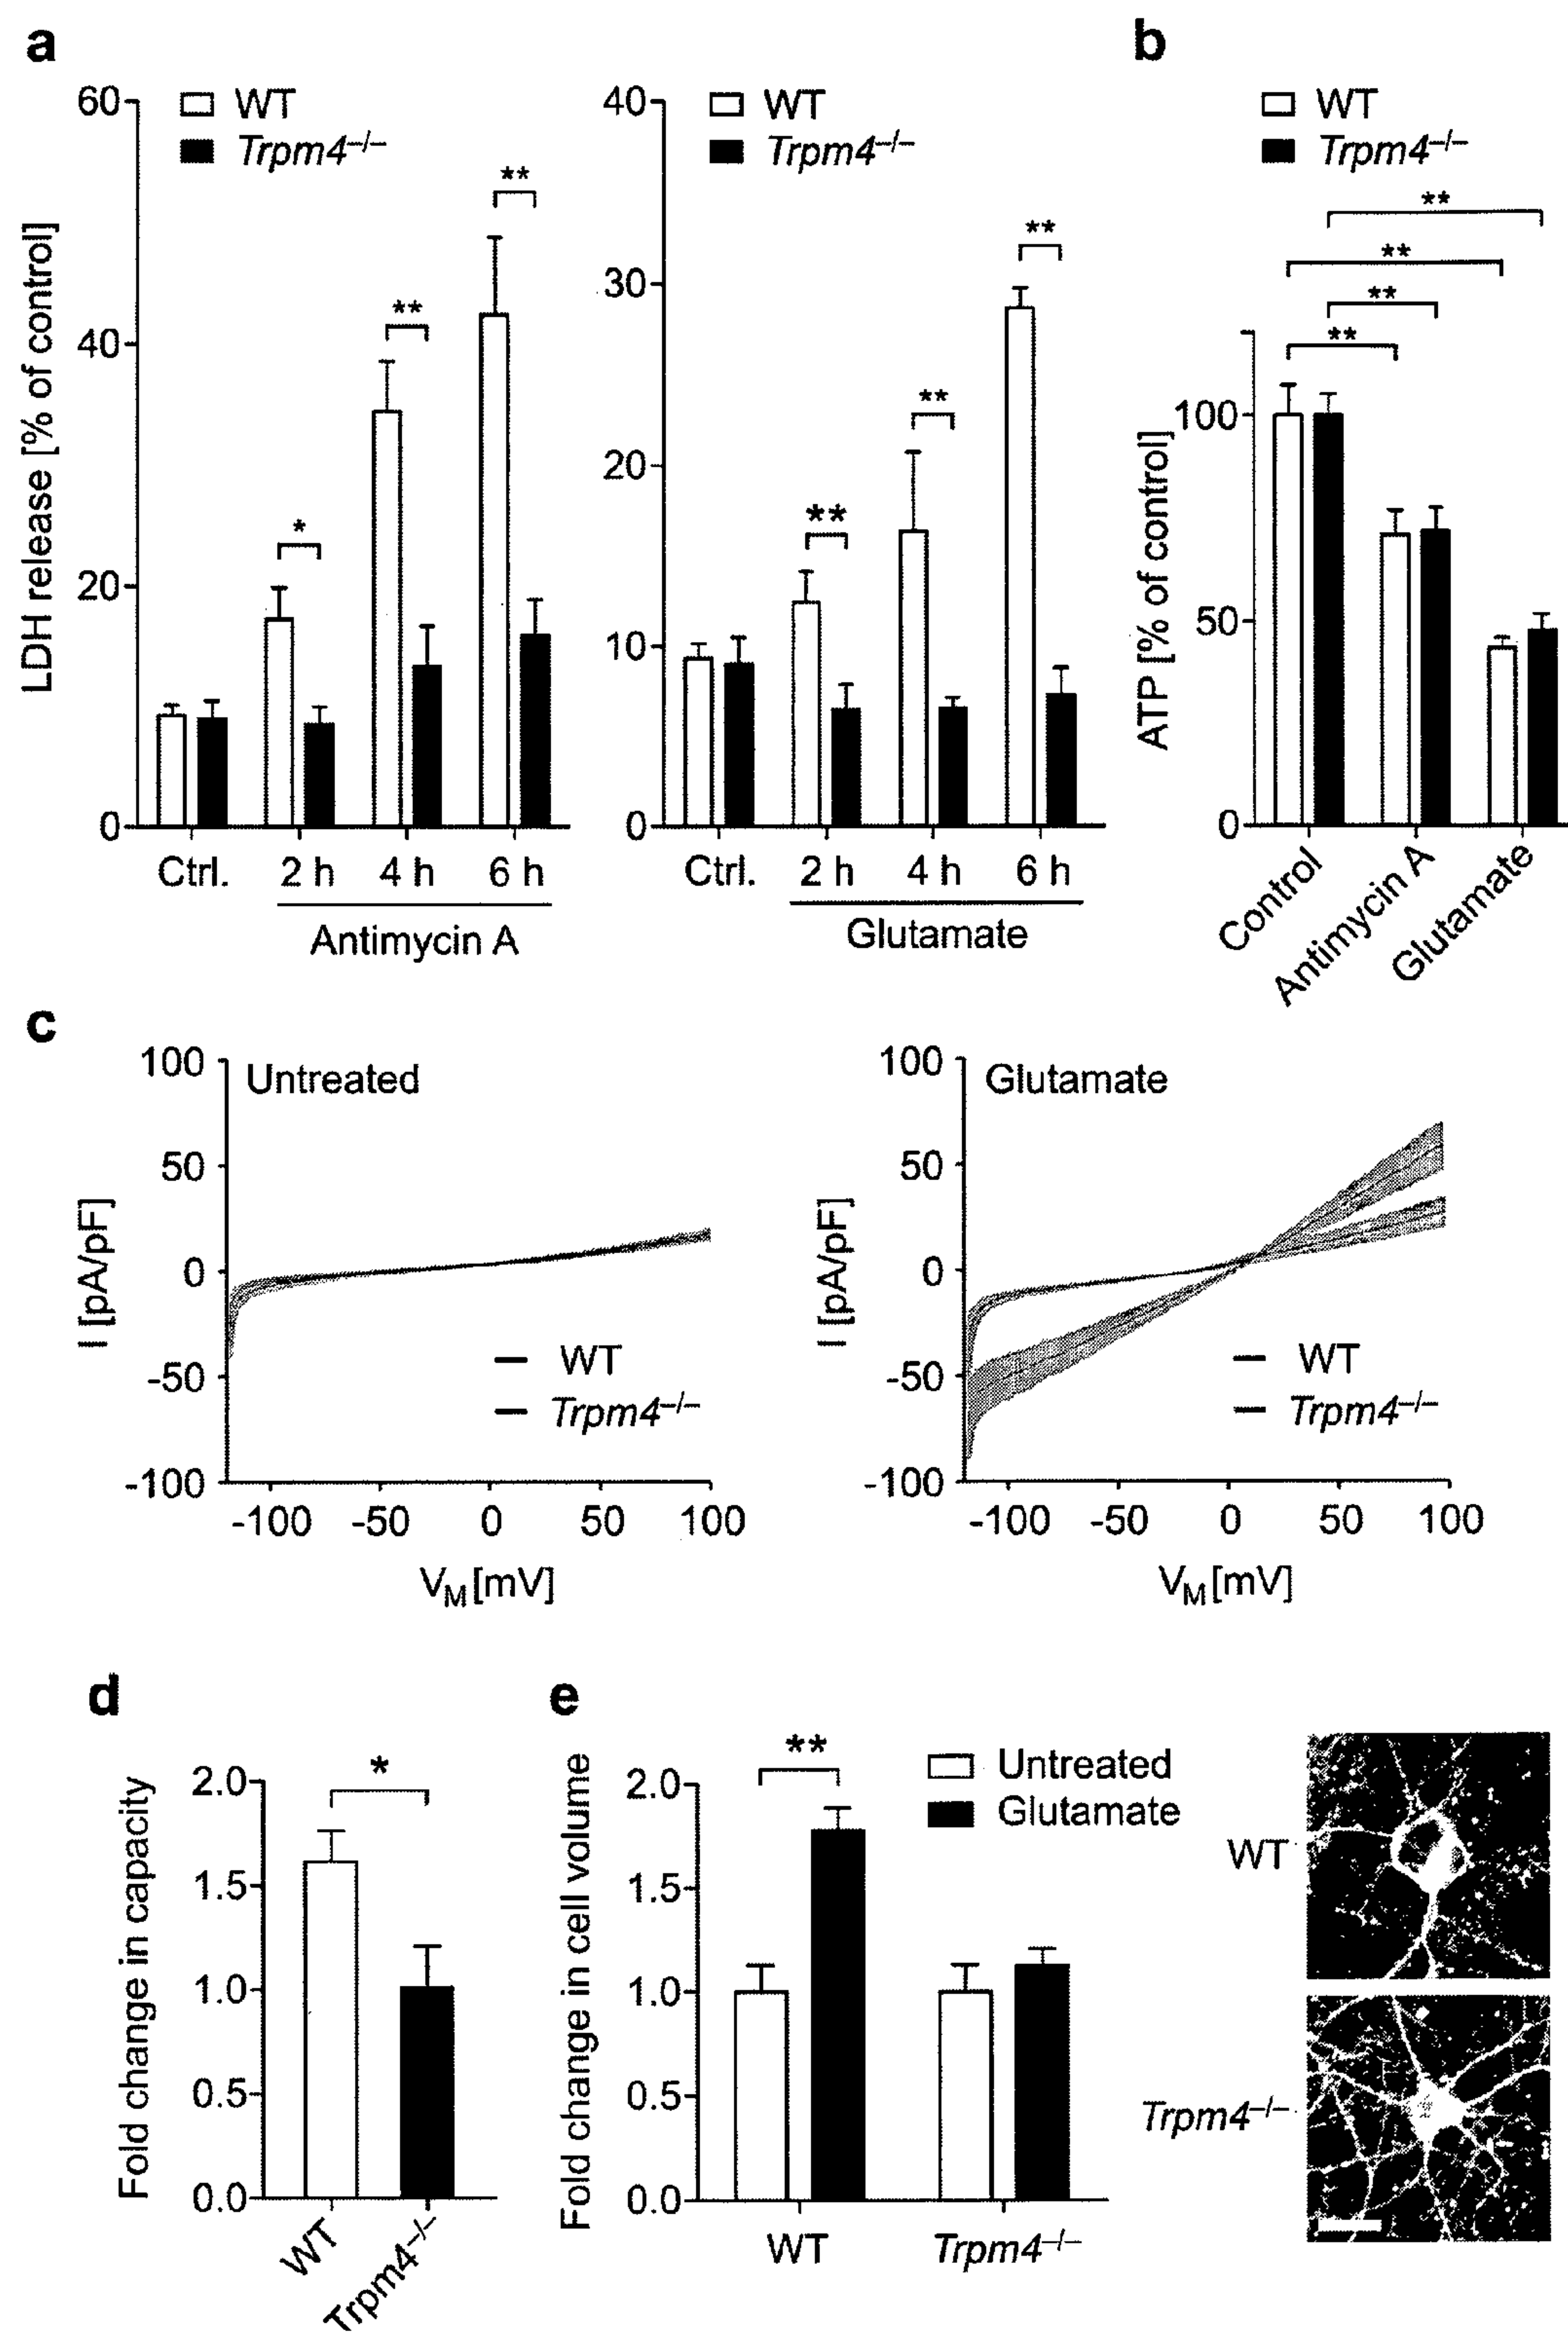 a
60
40
20
0
LDH release [% of control]
WT
Trpm4–/–
*
**
**
Ctrl.
2 h
4 h
6 h
Antimycin A
40
30
20
10
0
WT
Trpm4–/–
**
**
**
Ctrl.
2 h
4 h
6 h
Glutamate
b
WT
Trpm4–/–
**
**
**
**
100
50
0
ATP [% of control]
Control
Antimycin A
Glutamate
c
100
50
0
-50
-100
I [pA/pF]
Untreated
WT
Trpm4–/–
-100
-50
0
50
100
VM [mV]
100
50
0
-50
-100
I [pA/pF]
Glutamate
WT
Trpm4–/–
-100
-50
0
50
100
VM [mV]
d
2.0
1.5
1.0
0.5
0.0
Fold change in capacity
*
WT
Trpm4–/–
e
2.0
1.5
1.0
0.5
0.0
Fold change in cell volume
**
Untreated
Glutamate
WT
Trpm4–/–
WT
Trpm4–/–